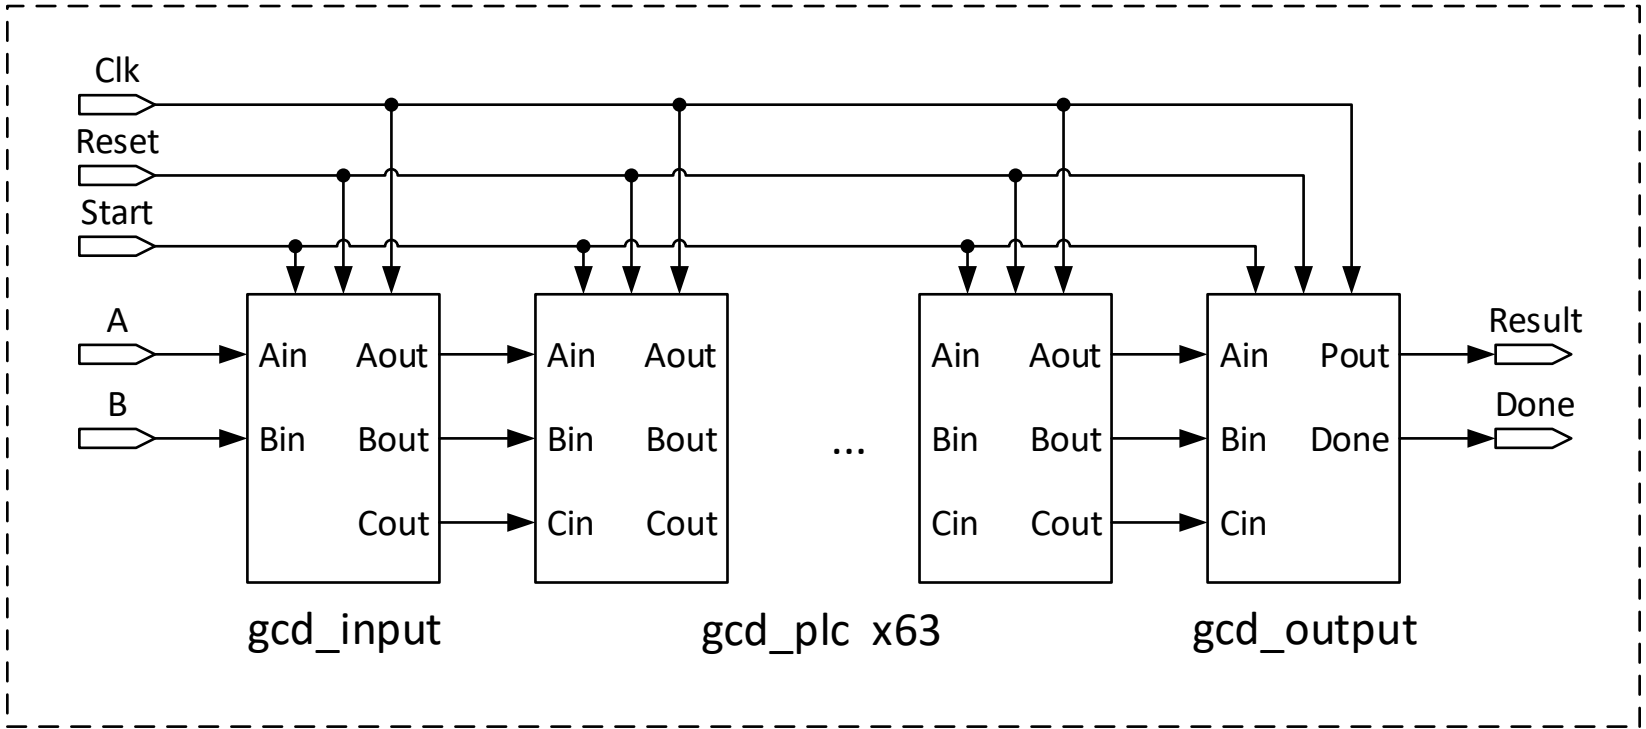 Clk
Reset
Start
A
B
Ain Aout
Bin Bout
Cout
gcd_input
Ain Aout
Bin Bout
Cin Cout
...
Ain Aout
Bin Bout
Cin Cout
gcd_plc x63
Ain Pout
Bin Done
Cin
gcd_output
Result
Done